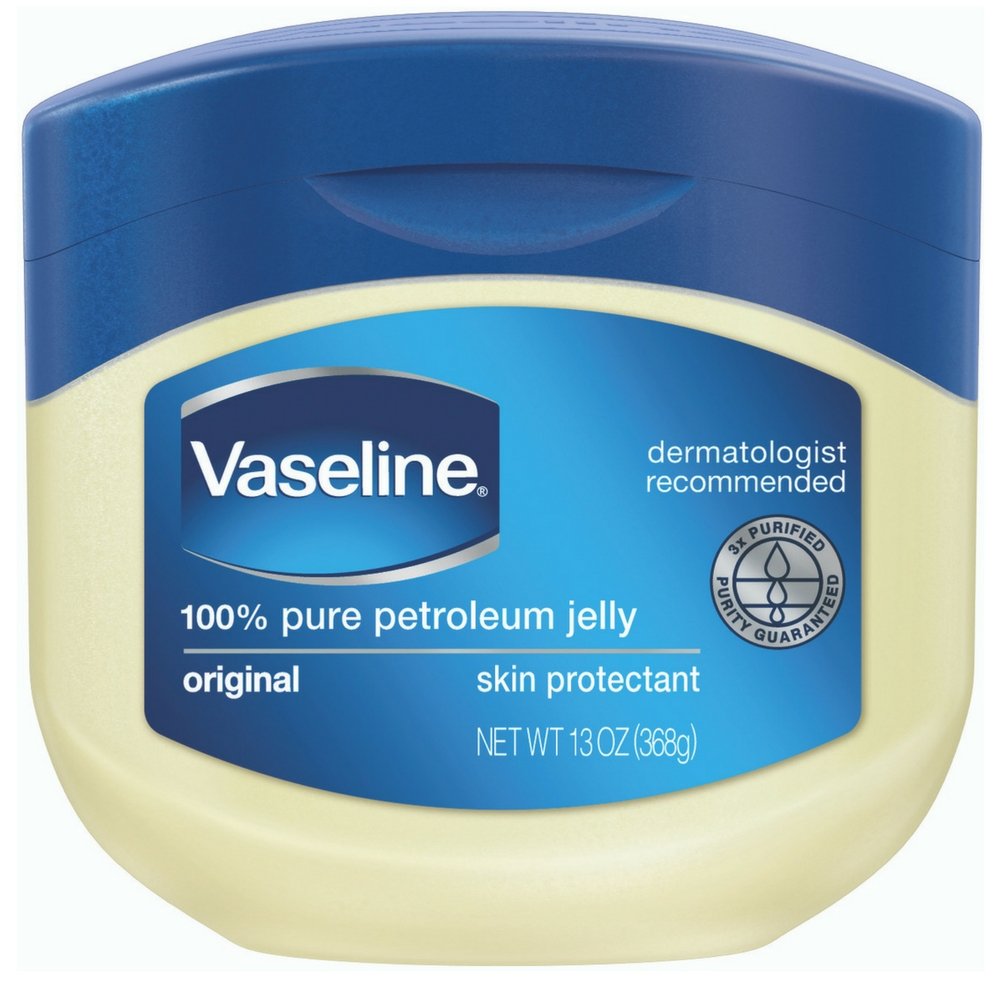 Vaseline®
dermatologist
recommended
3x PURIFIED
PURITY GUARANTEED
100% pure petroleum jelly
original skin protectant
NET WT 13 OZ (368g)